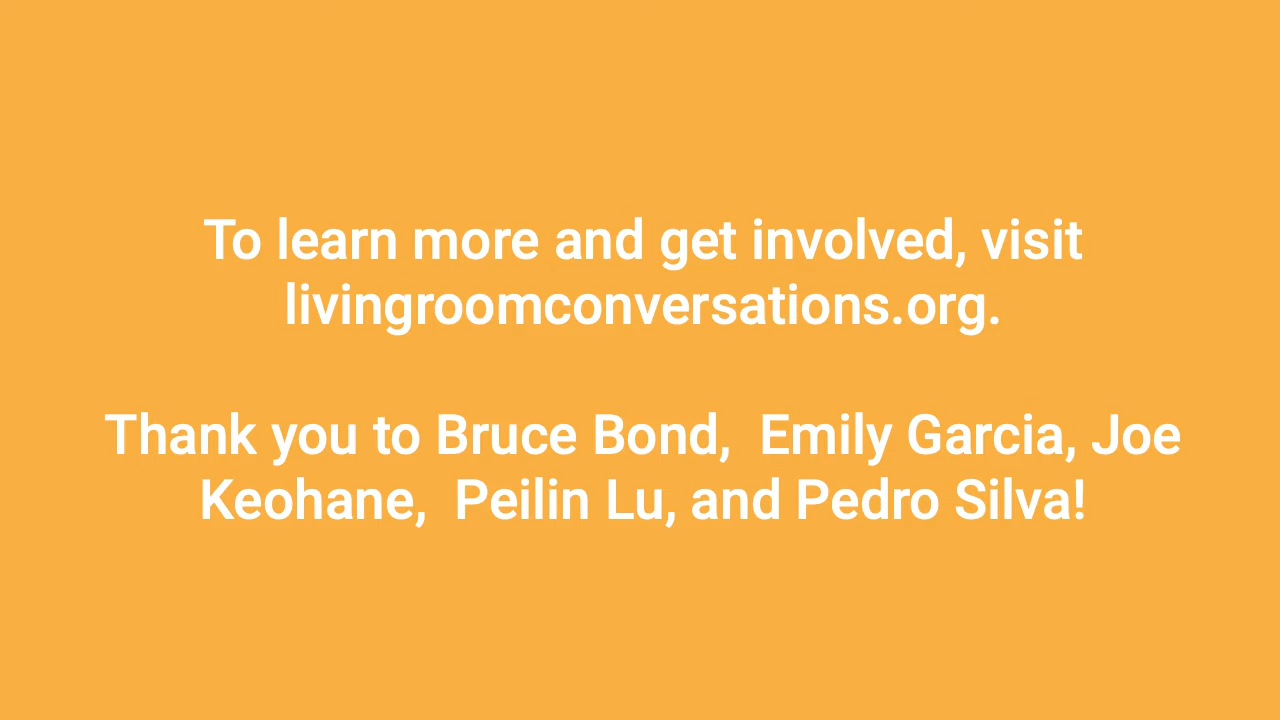 To learn more and get involved, visit
livingroomconversations.org.
Thank you to Bruce Bond,  Emily Garcia, Joe
Keohane,  Peilin Lu, and Pedro Silva!